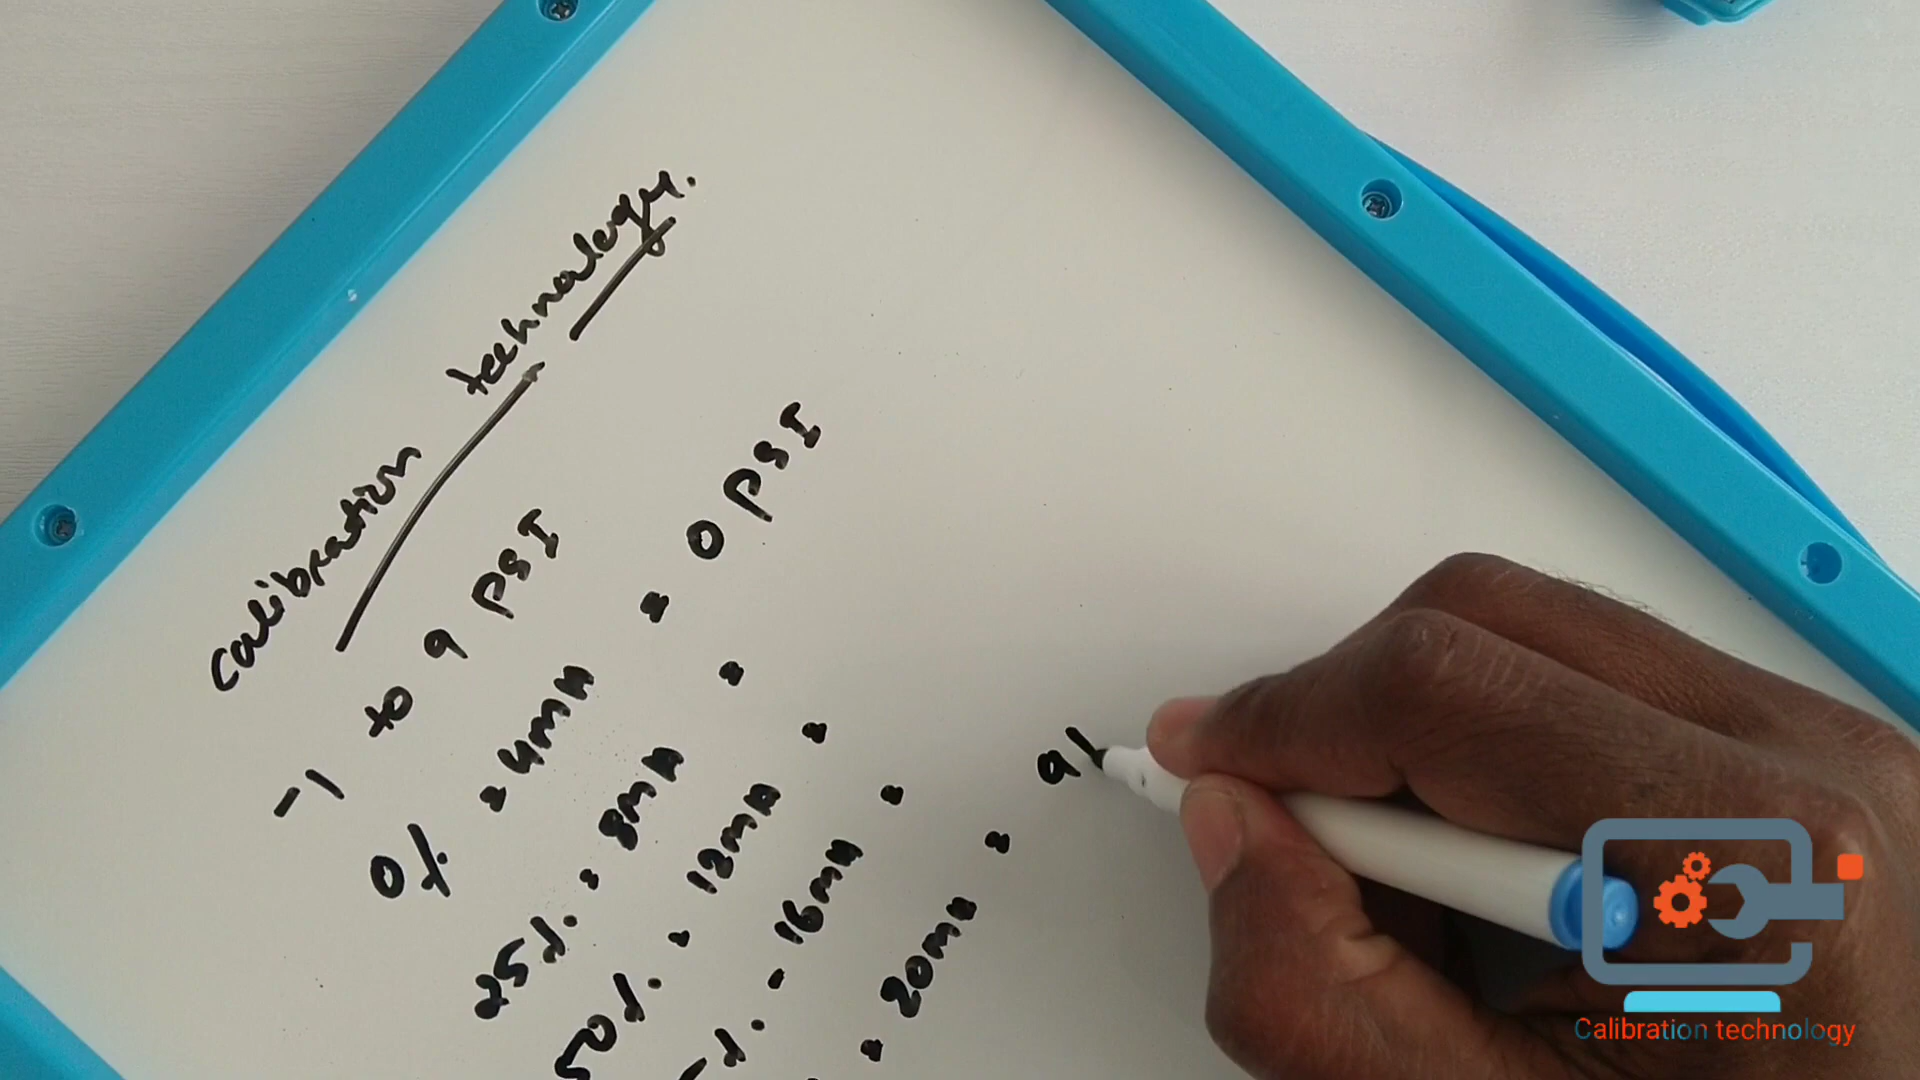 Calibration technology.
-1 to 9 PSI
0% = 4mA = 0 PSI
25% = 8mA =
50% = 12mA =
5% - 16mA =
= 20mA = 9
Calibration technology